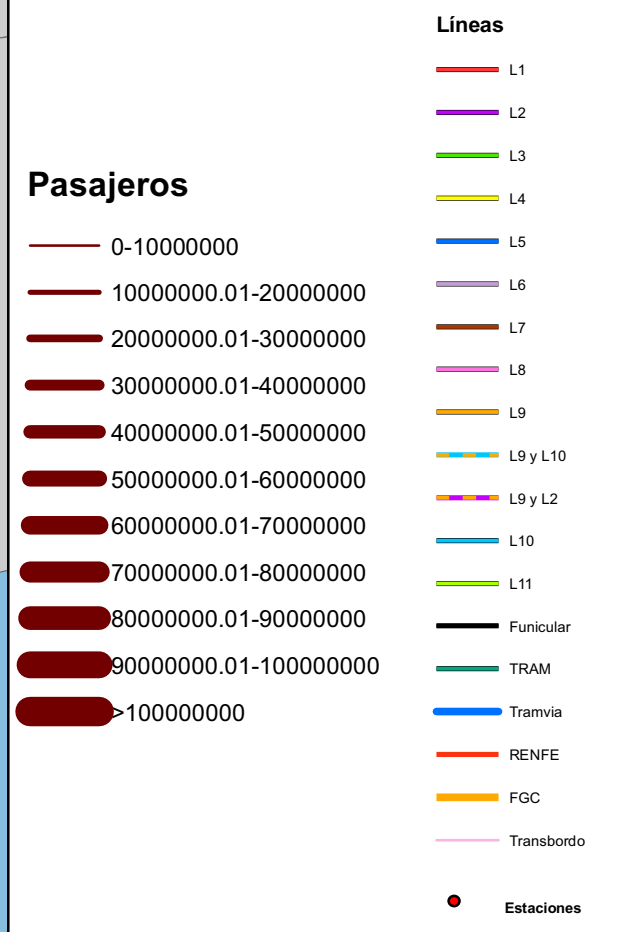 Pasajeros
0-10000000
10000000.01-20000000
20000000.01-30000000
30000000.01-40000000
40000000.01-50000000
50000000.01-60000000
60000000.01-70000000
70000000.01-80000000
80000000.01-90000000
90000000.01-100000000
>100000000
Líneas
L1
L2
L3
L4
L5
L6
L7
L8
L9
L9 y L10
L9 y L2
L10
L11
Funicular
TRAM
Tramvia
RENFE
FGC
Transbordo
Estaciones